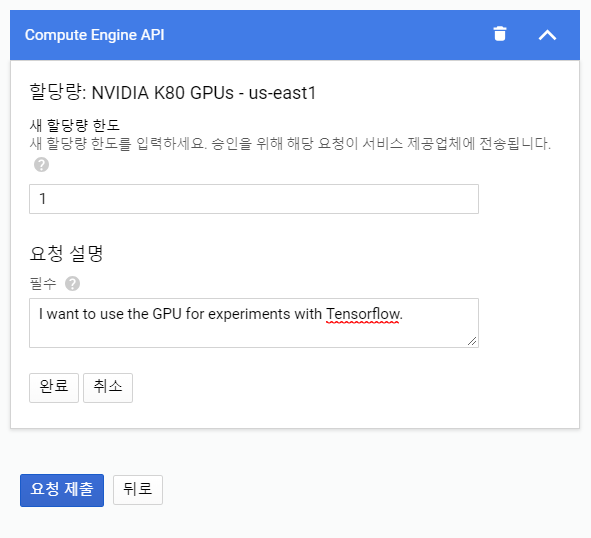 Compute Engine API
할당량: NVIDIA K80 GPUs - us-east1
새 할당량 한도
새 할당량 한도를 입력하세요. 승인을 위해 해당 요청이 서비스 제공업체에 전송됩니다.
?
1
요청 설명
필수 ?
I want to use the GPU for experiments with Tensorflow.
완료 취소
요청 제출 뒤로